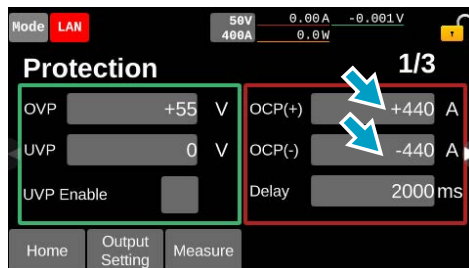 Mode LAN 50V 0.00A -0.001V
400A 0.0W
Protection 1/3
OVP +55 V OCP(+) +440 A
UVP 0 V OCP(-) -440 A
UVP Enable Delay 2000 ms
Home Output Setting Measure